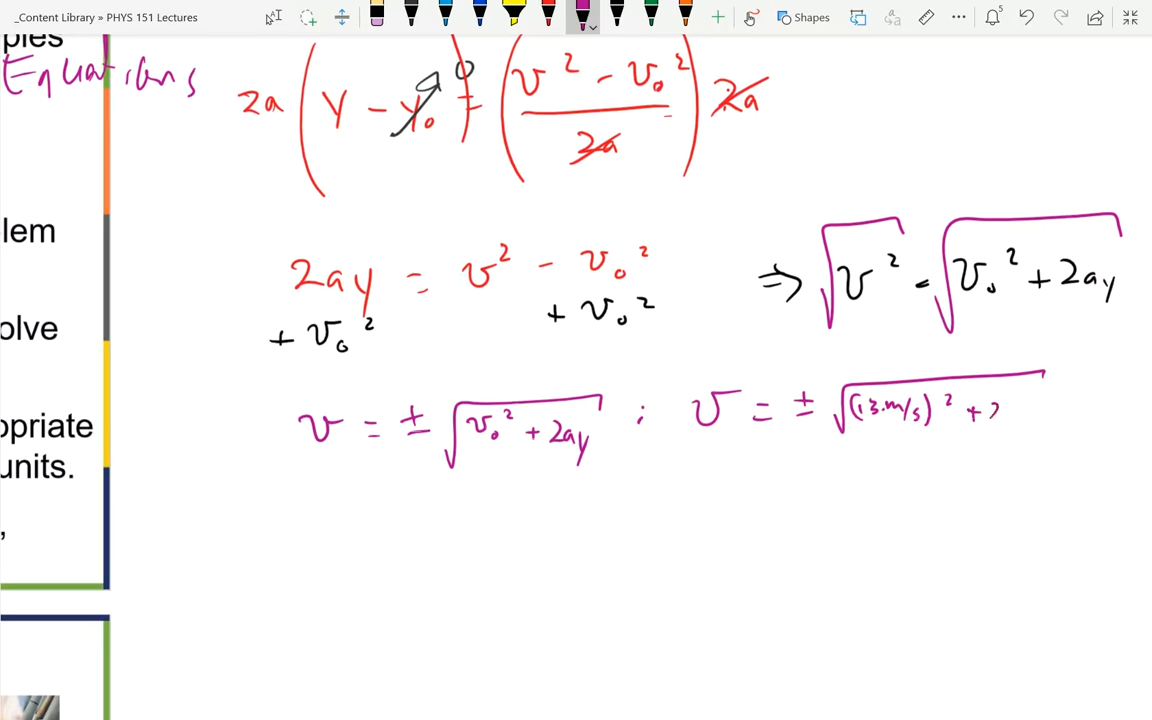 _Content Library » PHYS 151 Lectures
Shapes
5
ples
Equations
2a ( y - y₀ ) = ( v² - v₀² / 2a ) 2a
0
lem
2ay = v² - v₀²
+ v₀² + v₀²
⇒ √v² = √v₀² + 2ay
olve
v = ± √v₀² + 2ay ; v = ± √(13.m/s)² + 2
opriate
units.
,